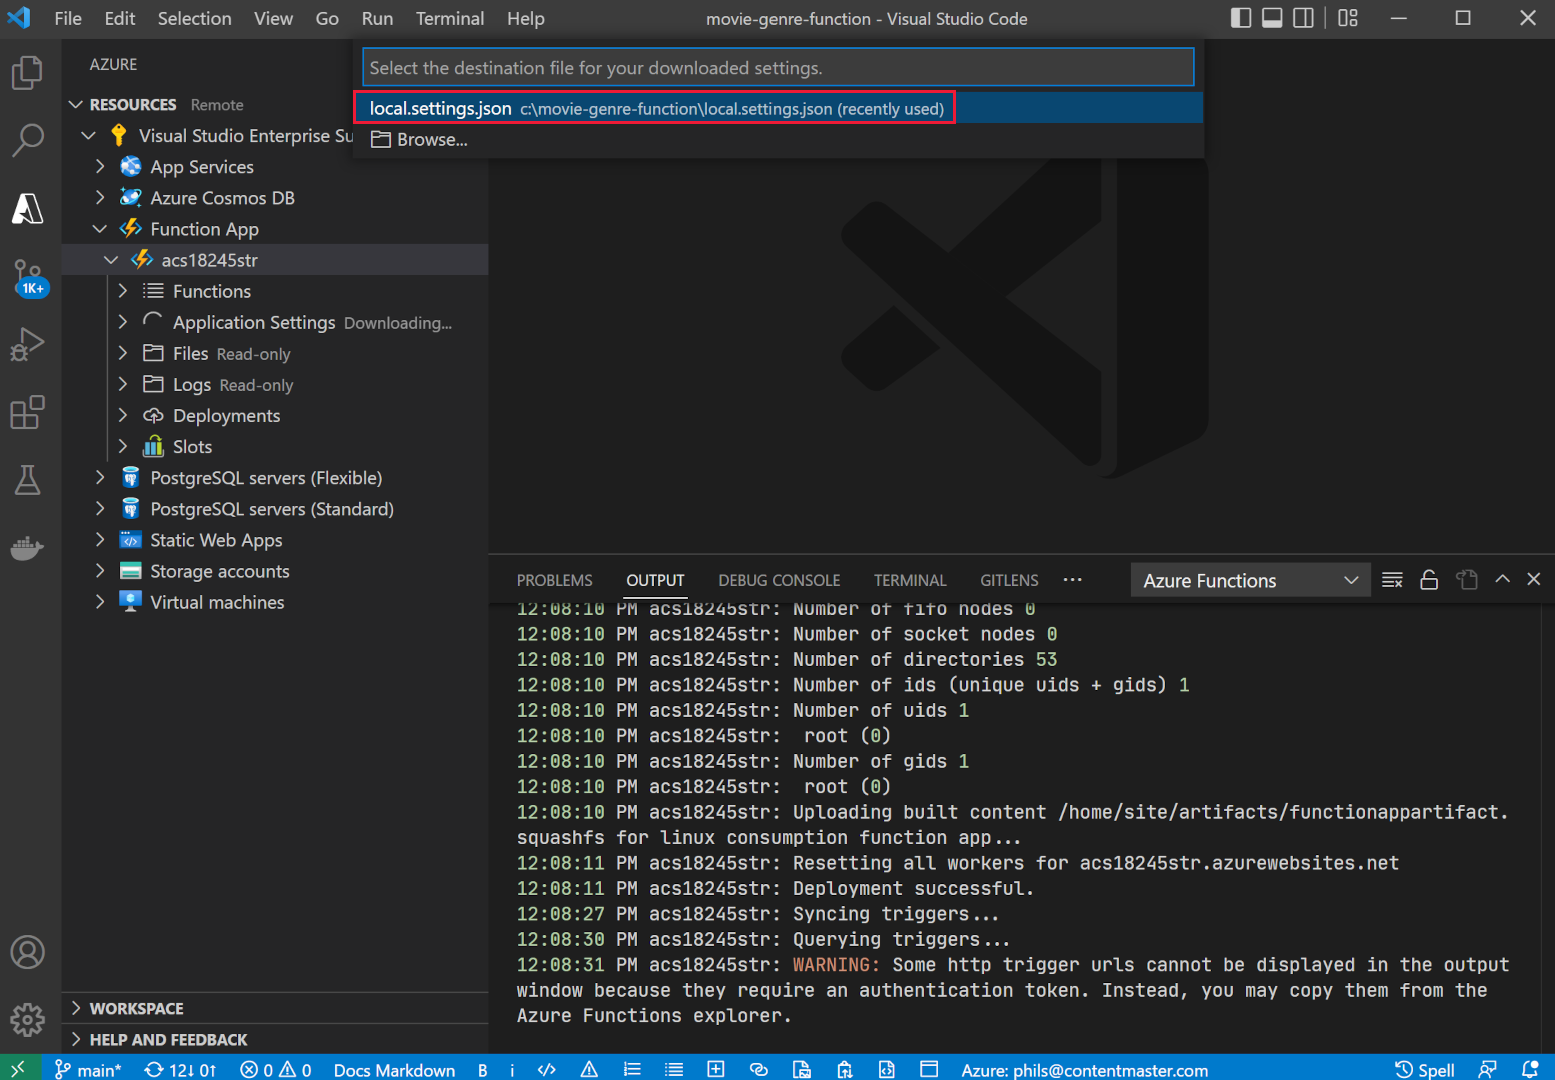 File Edit Selection View Go Run Terminal Help movie-genre-function - Visual Studio Code
AZURE
Select the destination file for your downloaded settings.
local.settings.json c:\movie-genre-function\local.settings.json (recently used)
Browse...
RESOURCES Remote
Visual Studio Enterprise Su
App Services
Azure Cosmos DB
Function App
acs18245str
1K+
Functions
Application Settings Downloading...
Files Read-only
Logs Read-only
Deployments
Slots
PostgreSQL servers (Flexible)
PostgreSQL servers (Standard)
Static Web Apps
Storage accounts
Virtual machines
PROBLEMS OUTPUT DEBUG CONSOLE TERMINAL GITLENS ··· Azure Functions
12:08:10 PM acs18245str: Number of fifo nodes 0
12:08:10 PM acs18245str: Number of socket nodes 0
12:08:10 PM acs18245str: Number of directories 53
12:08:10 PM acs18245str: Number of ids (unique uids + gids) 1
12:08:10 PM acs18245str: Number of uids 1
12:08:10 PM acs18245str:  root (0)
12:08:10 PM acs18245str: Number of gids 1
12:08:10 PM acs18245str:  root (0)
12:08:10 PM acs18245str: Uploading built content /home/site/artifacts/functionappartifact.
squashfs for linux consumption function app...
12:08:11 PM acs18245str: Resetting all workers for acs18245str.azurewebsites.net
12:08:11 PM acs18245str: Deployment successful.
12:08:27 PM acs18245str: Syncing triggers...
12:08:30 PM acs18245str: Querying triggers...
12:08:31 PM acs18245str: WARNING: Some http trigger urls cannot be displayed in the output
window because they require an authentication token. Instead, you may copy them from the
Azure Functions explorer.
WORKSPACE
HELP AND FEEDBACK
main* 12↓ 0↑ 0 0 Docs Markdown B i Azure: phils@contentmaster.com Spell